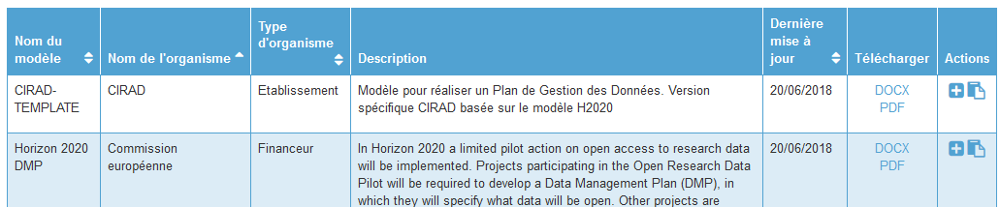 Nom du modèle
Nom de l'organisme
Type d'organisme
Description
Dernière mise à jour
Télécharger
Actions
CIRAD-
TEMPLATE
CIRAD
Etablissement
Modèle pour réaliser un Plan de Gestion des Données. Version
spécifique CIRAD basée sur le modèle H2020
20/06/2018
DOCX
PDF
Horizon 2020
DMP
Commission
européenne
Financeur
In Horizon 2020 a limited pilot action on open access to research data
will be implemented. Projects participating in the Open Research Data
Pilot will be required to develop a Data Management Plan (DMP), in
which they will specify what data will be open. Other projects are
20/06/2018
DOCX
PDF